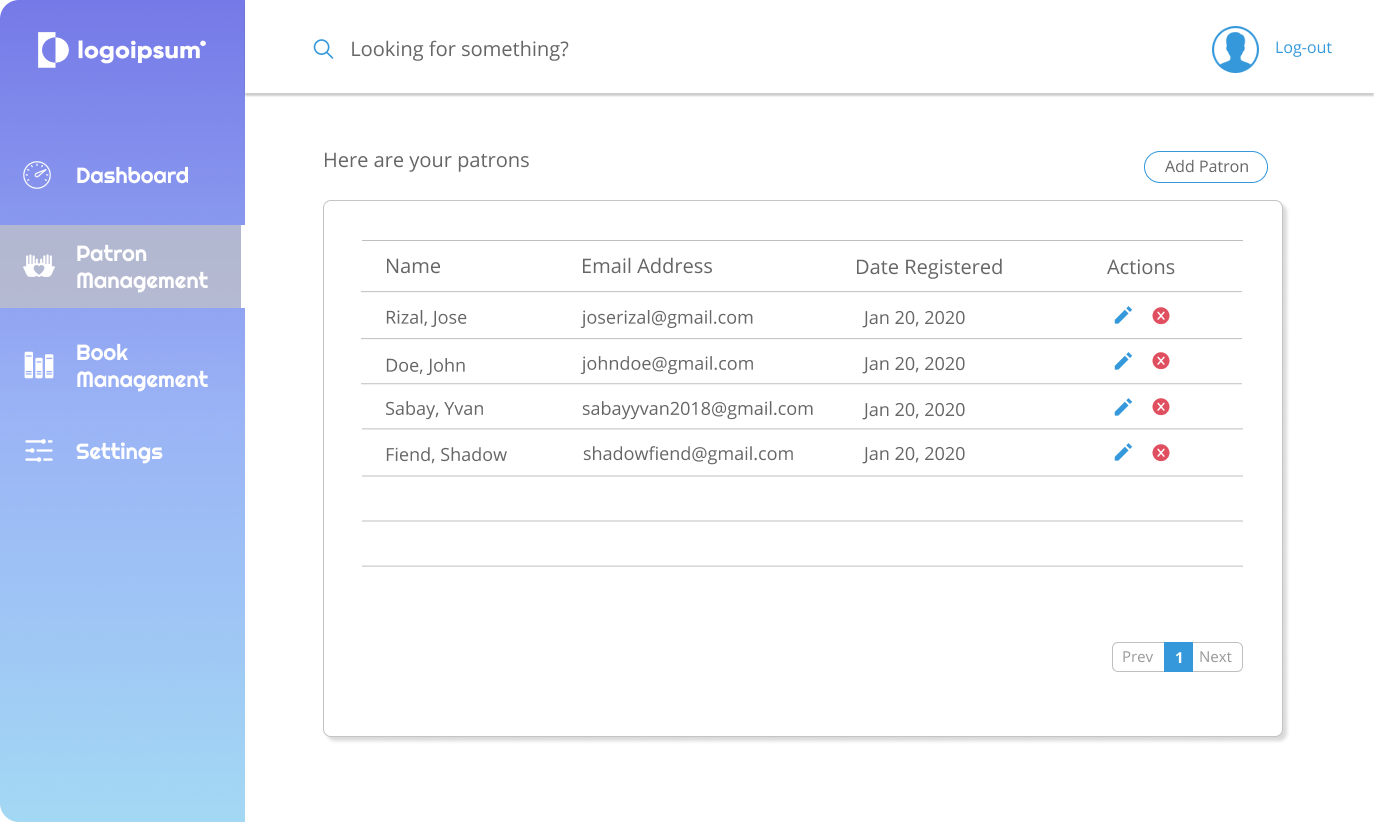 logoipsum
Looking for something?
Log-out
Dashboard
Patron
Management
Book
Management
Settings
Here are your patrons
Add Patron
Name Email Address Date Registered Actions
Rizal, Jose joserizal@gmail.com Jan 20, 2020
Doe, John johndoe@gmail.com Jan 20, 2020
Sabay, Yvan sabayyvan2018@gmail.com Jan 20, 2020
Fiend, Shadow shadowfiend@gmail.com Jan 20, 2020
Prev 1 Next